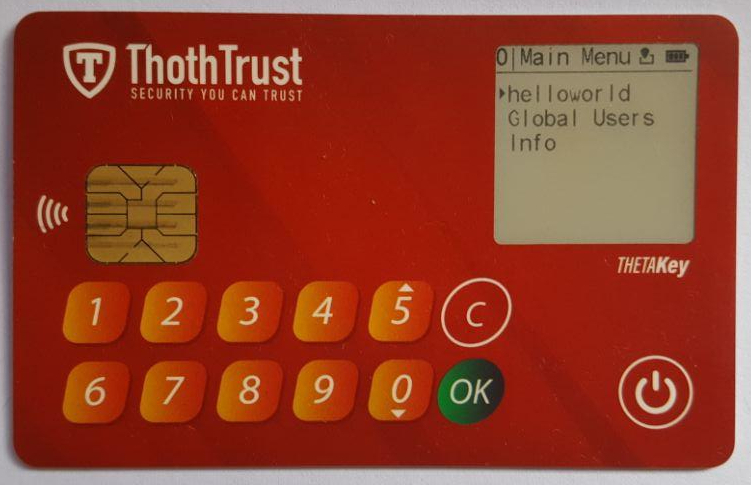 ThothTrust
SECURITY YOU CAN TRUST
0|Main Menu
helloworld
Global Users
Info
THETAKey
1 2 3 4 5 C
6 7 8 9 0 OK